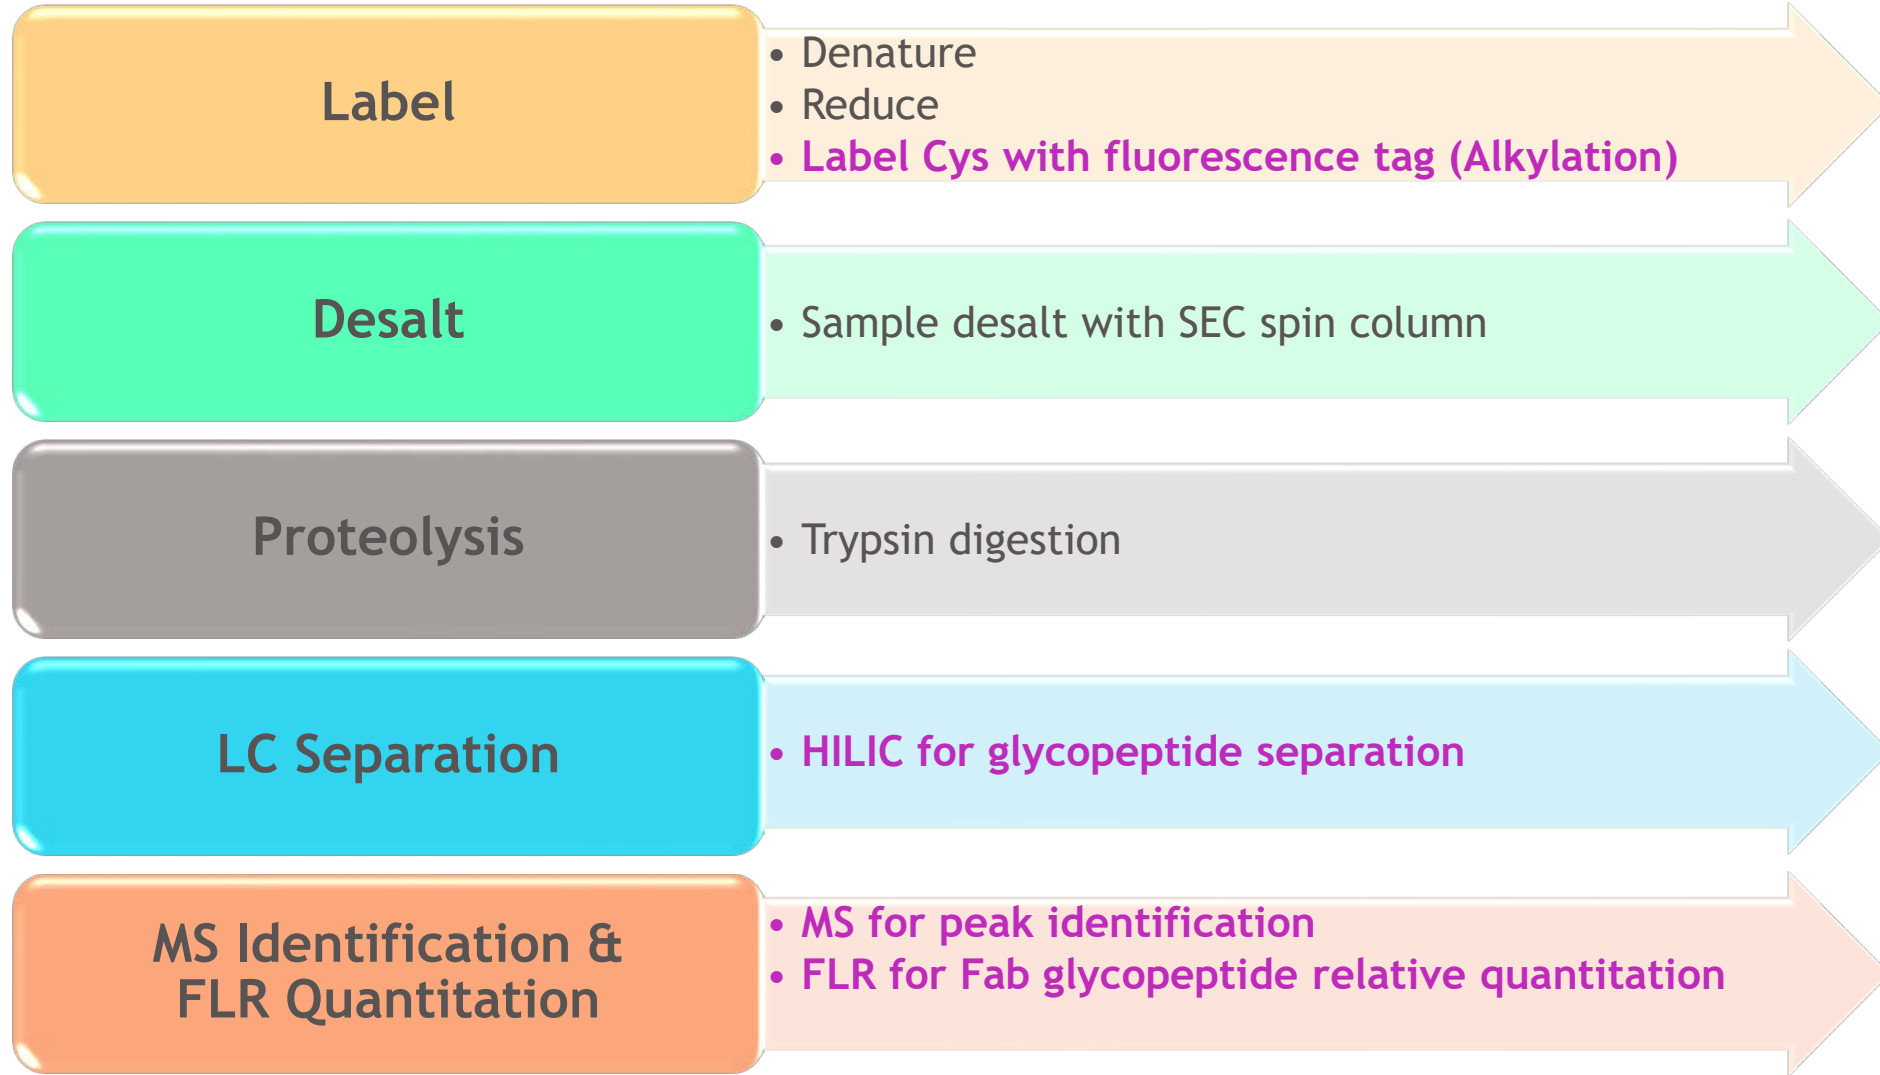 Label
• Denature
• Reduce
• Label Cys with fluorescence tag (Alkylation)
Desalt
• Sample desalt with SEC spin column
Proteolysis
• Trypsin digestion
LC Separation
• HILIC for glycopeptide separation
MS Identification &
FLR Quantitation
• MS for peak identification
• FLR for Fab glycopeptide relative quantitation